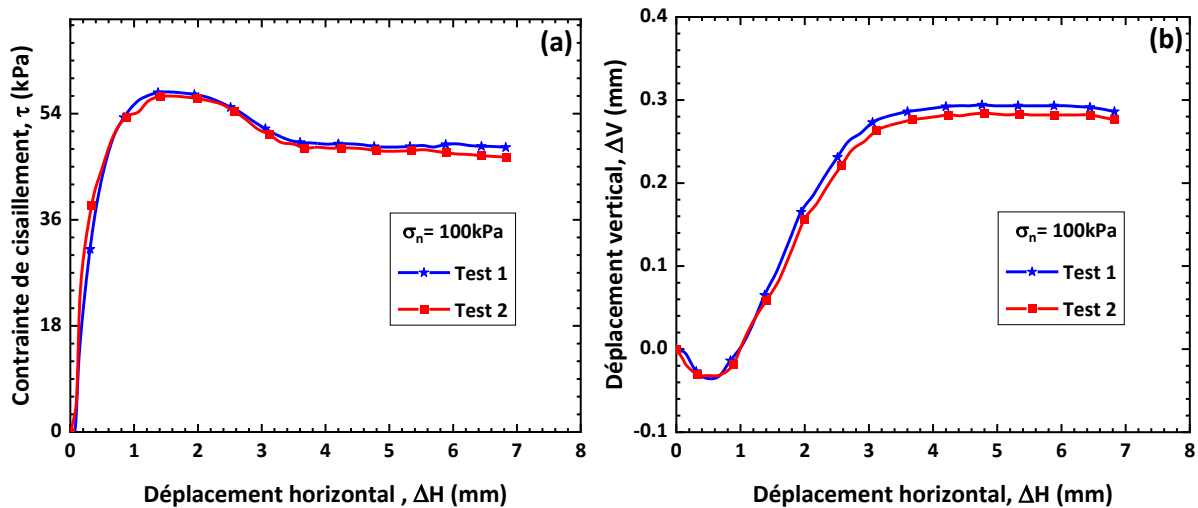 (a)
Contrainte de cisaillement, τ (kPa)
54
36
18
0
σn= 100kPa
Test 1
Test 2
0 1 2 3 4 5 6 7 8
Déplacement horizontal , ΔH (mm)
(b)
Déplacement vertical, ΔV (mm)
0.4
0.3
0.2
0.1
0.0
-0.1
σn= 100kPa
Test 1
Test 2
0 1 2 3 4 5 6 7 8
Déplacement horizontal, ΔH (mm)